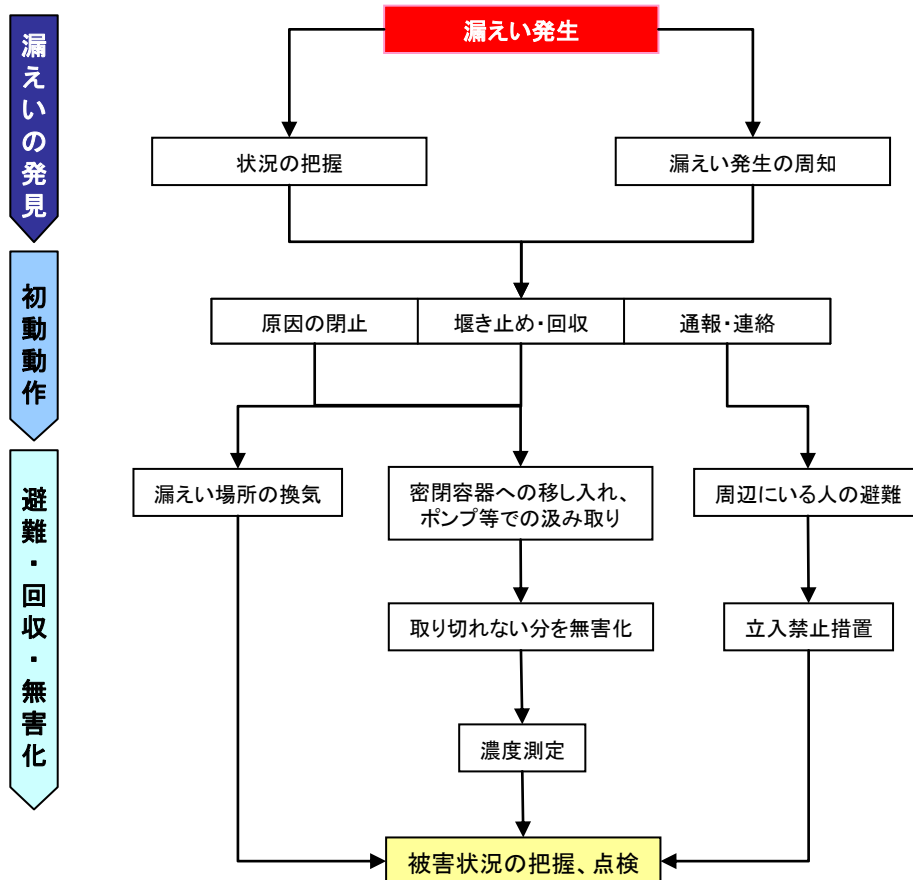 漏えいの発見
漏えい発生
状況の把握
漏えい発生の周知
初動動作
原因の閉止
堰き止め・回収
通報・連絡
避難・回収・無害化
漏えい場所の換気
密閉容器への移し入れ、
ポンプ等での汲み取り
周辺にいる人の避難
取り切れない分を無害化
立入禁止措置
濃度測定
被害状況の把握、点検